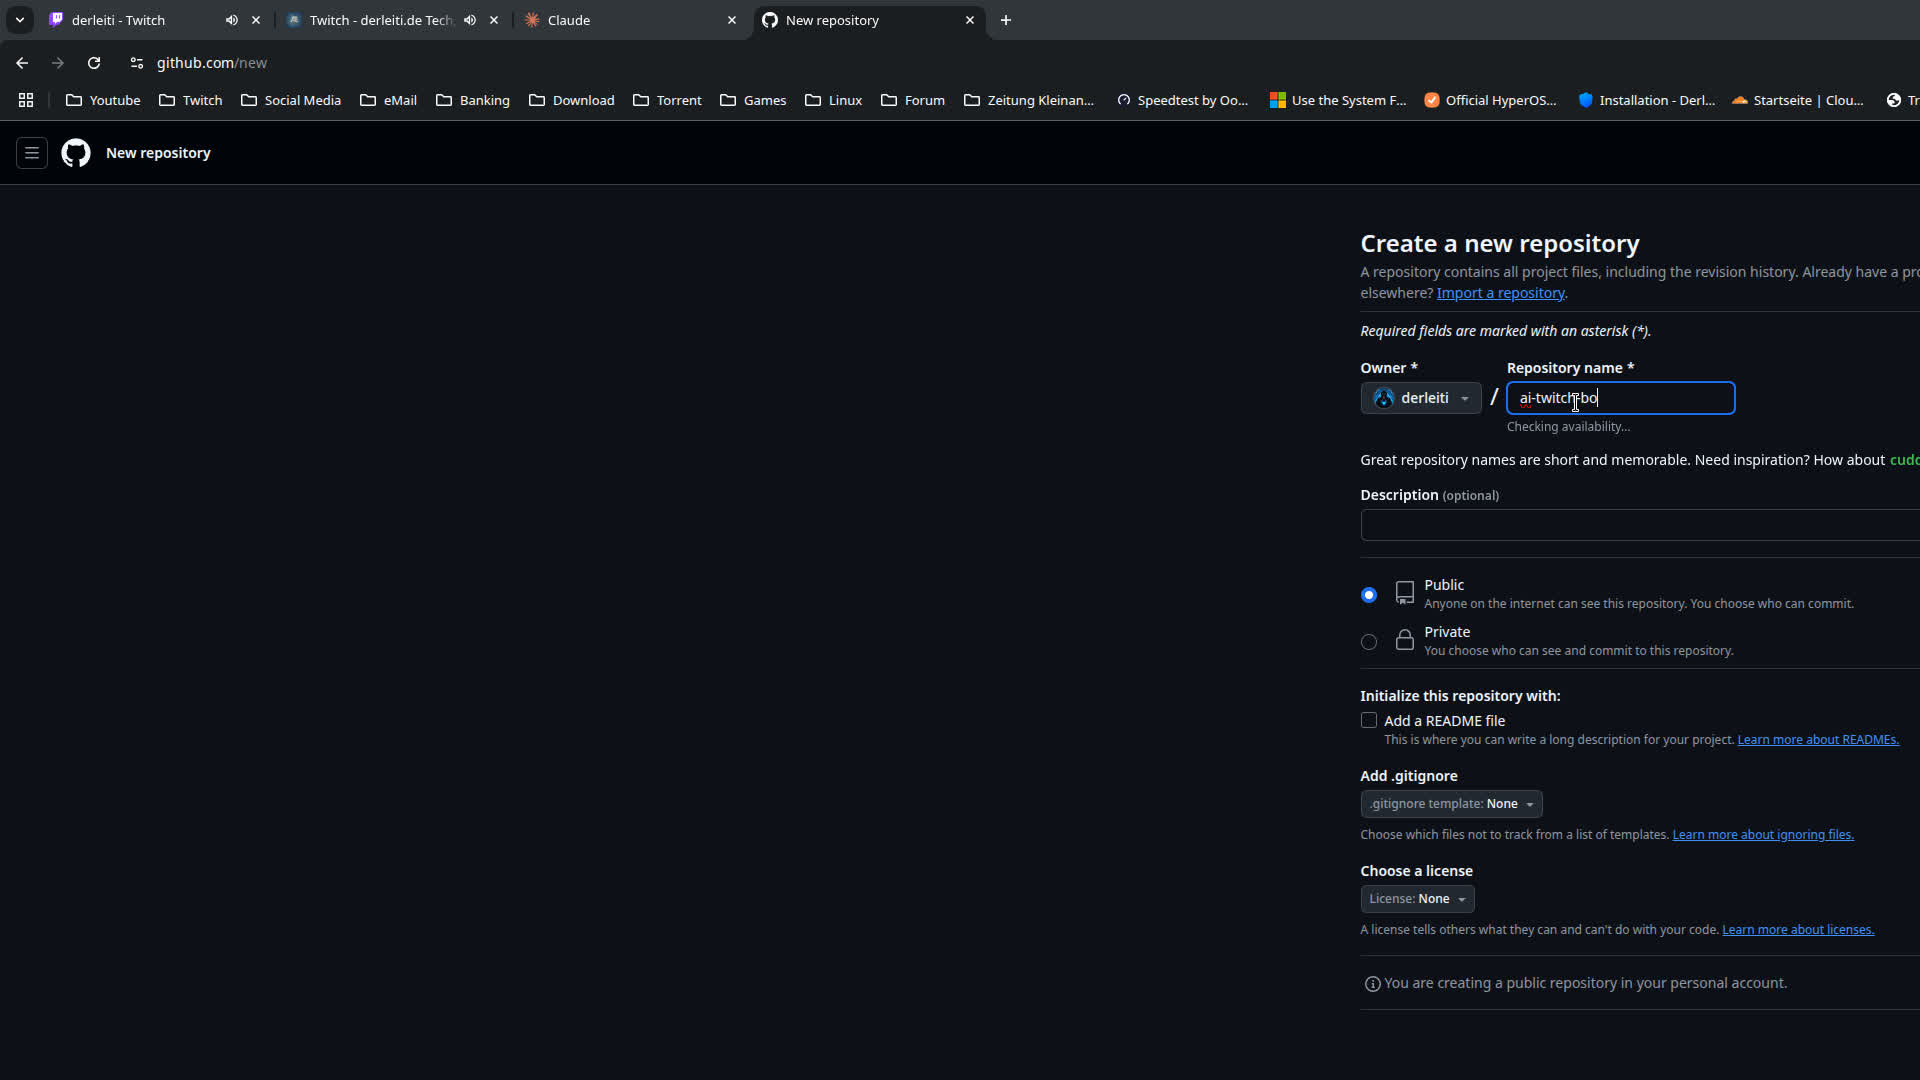 derleiti - Twitch
Twitch - derleiti.de Tech
Claude
New repository
github.com/new
Youtube
Twitch
Social Media
eMail
Banking
Download
Torrent
Games
Linux
Forum
Zeitung Kleinan...
Speedtest by Oo...
Use the System F...
Official HyperOS...
Installation - Derl...
Startseite | Clou...
Tr
New repository
Create a new repository
A repository contains all project files, including the revision history. Already have a pro
elsewhere? Import a repository.
Required fields are marked with an asterisk (*).
Owner *
Repository name *
derleiti
/
ai-twitch-bo
Checking availability...
Great repository names are short and memorable. Need inspiration? How about cudd
Description (optional)
Public
Anyone on the internet can see this repository. You choose who can commit.
Private
You choose who can see and commit to this repository.
Initialize this repository with:
Add a README file
This is where you can write a long description for your project. Learn more about READMEs.
Add .gitignore
.gitignore template: None
Choose which files not to track from a list of templates. Learn more about ignoring files.
Choose a license
License: None
A license tells others what they can and can't do with your code. Learn more about licenses.
You are creating a public repository in your personal account.